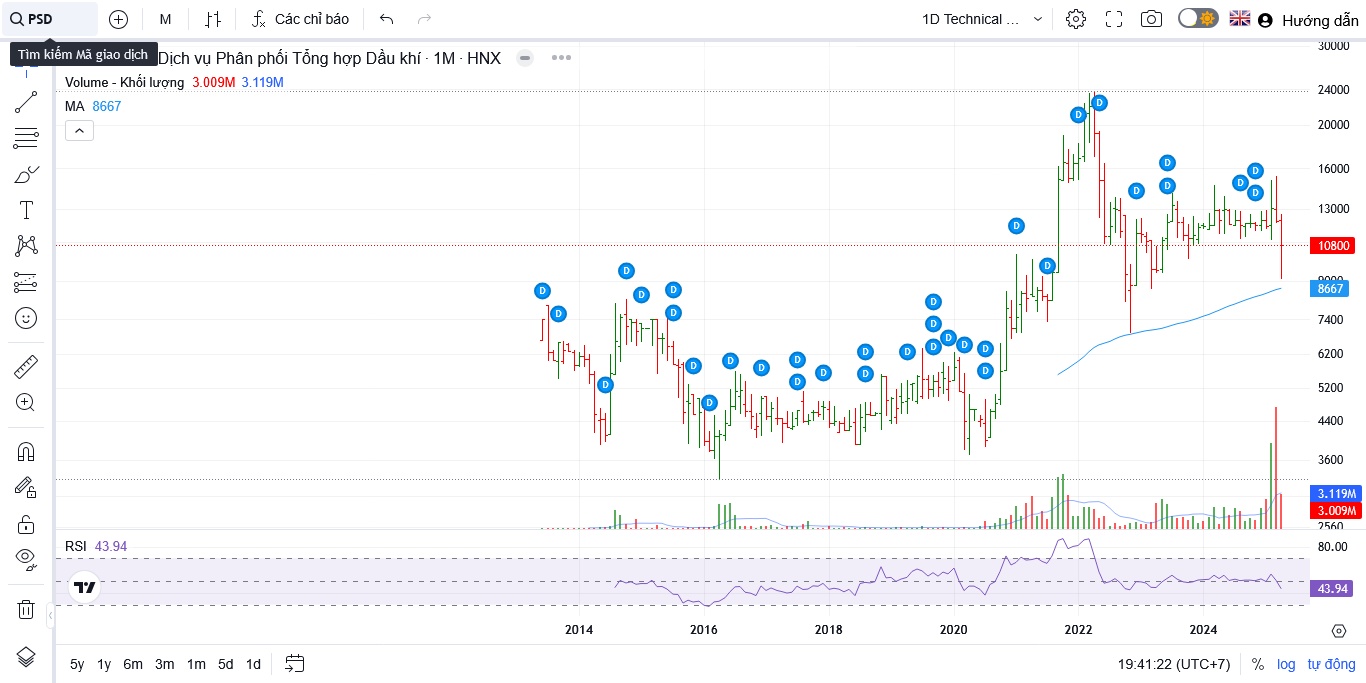 PSD
M
Các chỉ báo
1D Technical ...
Hướng dẫn
Tìm kiếm Mã giao dịch
Dịch vụ Phân phối Tổng hợp Dầu khí · 1M · HNX
Volume - Khối lượng 3.009M 3.119M
MA 8667
30000
24000
20000
16000
13000
10800
9000
8667
7400
6200
5200
4400
3600
3.119M
3.009M
2560
D D
D D
D D D
D
D
D
D D
D D
D
D
D
D D D D D D D
D D D D D D
D
D
RSI 43.94
80.00
43.94
2014 2016 2018 2020 2022 2024
5y 1y 6m 3m 1m 5d 1d
19:41:22 (UTC+7) % log tự động